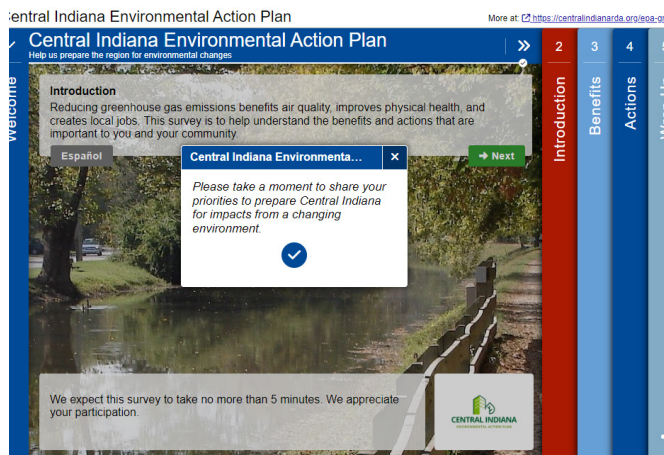 Central Indiana Environmental Action Plan
More at: https://centralindianarda.org/epa-gr
Central Indiana Environmental Action Plan
Help us prepare the region for environmental changes
Welcome
Introduction
Reducing greenhouse gas emissions benefits air quality, improves physical health, and
creates local jobs. This survey is to help understand the benefits and actions that are
important to you and your community.
Español
Next
Central Indiana Environmenta...
×
Please take a moment to share your
priorities to prepare Central Indiana
for impacts from a changing
environment.
We expect this survey to take no more than 5 minutes. We appreciate
your participation.
CENTRAL INDIANA
ENVIRONMENTAL ACTION PLAN
2
Introduction
3
Benefits
4
Actions
5